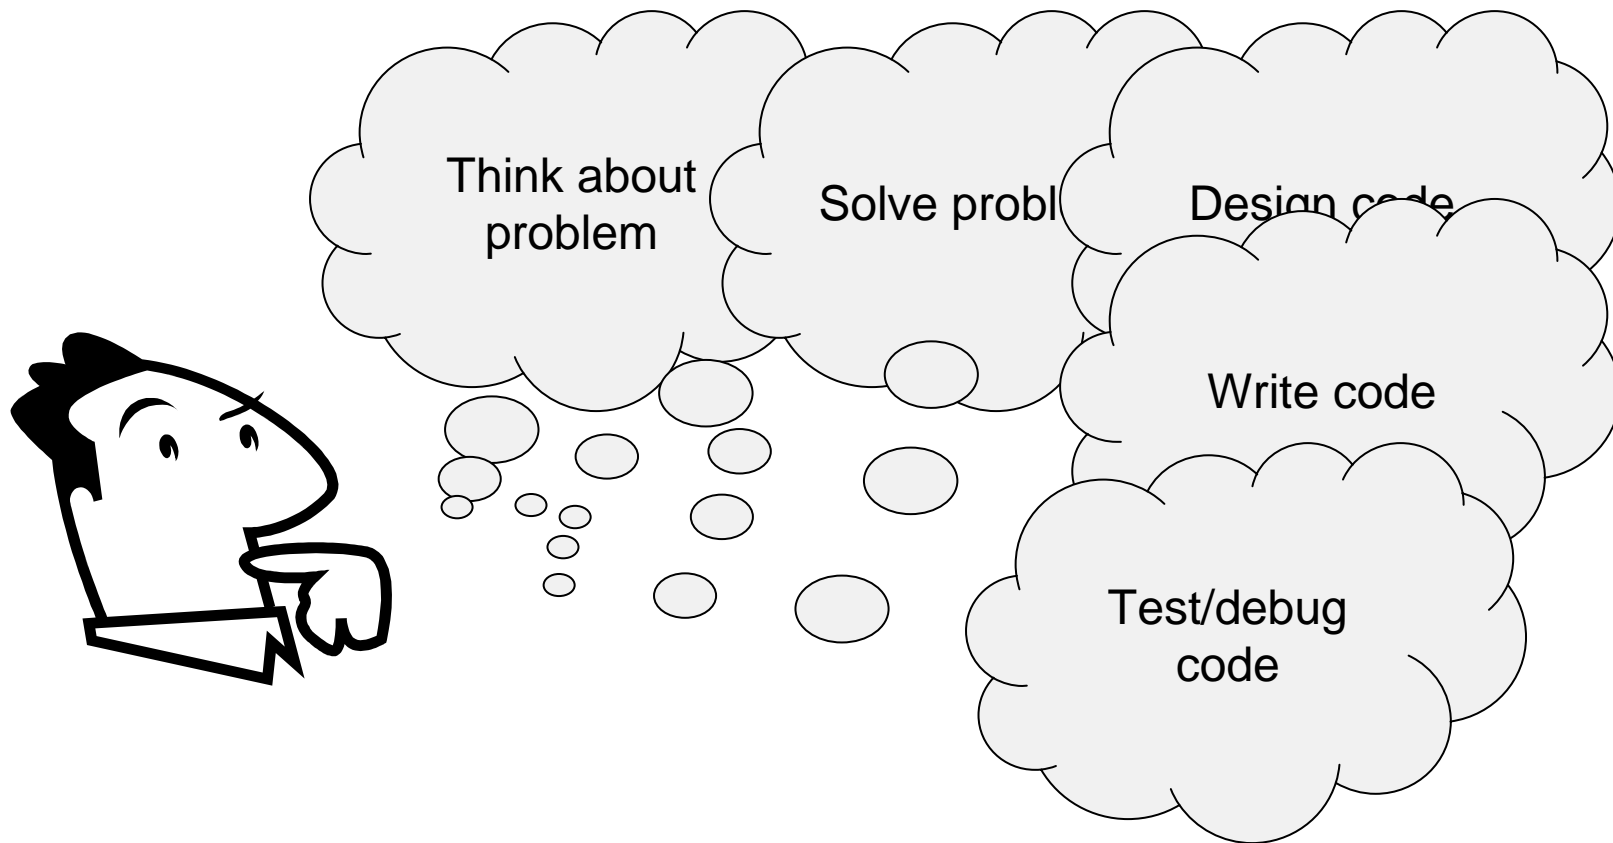 Think about
problem
Solve probl
Design code
Write code
Test/debug
code